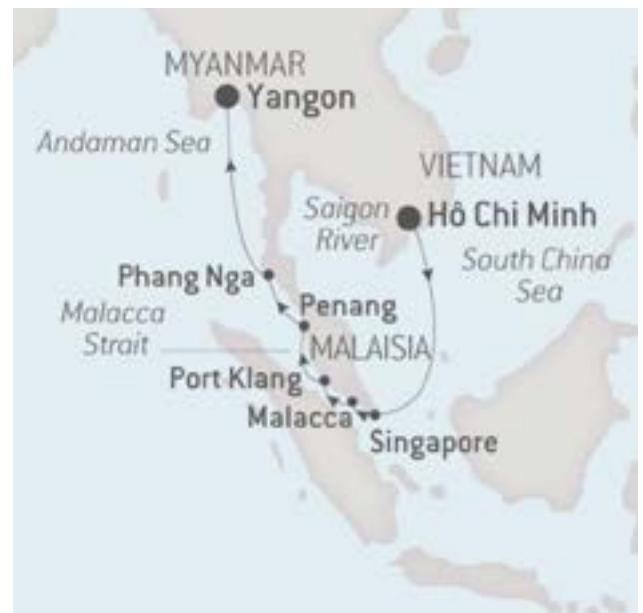 MYANMAR
Yangon
Andaman Sea
VIETNAM
Saigon
River
Hô Chi Minh
South China
Sea
Phang Nga
Penang
Malacca
Strait
MALAISIA
Port Klang
Malacca
Singapore